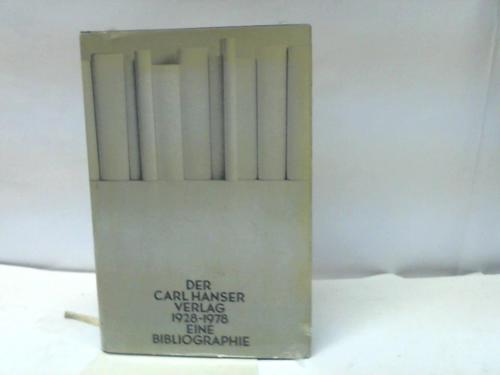 DER
CARL HANSER
VERLAG
1928-1978
EINE
BIBLIOGRAPHIE